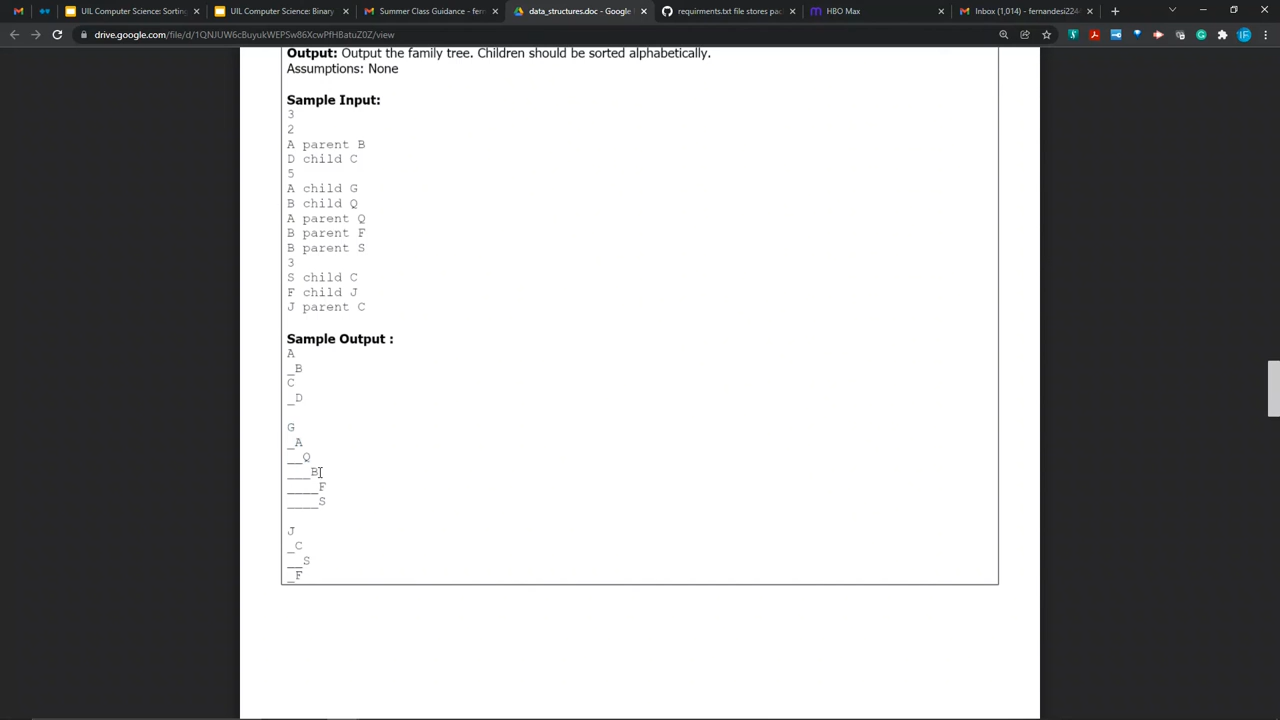 UIL Computer Science: Sorting
UIL Computer Science: Binary
Summer Class Guidance - fern
data_structures.doc - Google
requirments.txt file stores pac
HBO Max
Inbox (1,014) - fernandesi224
drive.google.com/file/d/1QNJUW6cBuyukWEPSw86XcwPfHBatuZ0Z/view
Output: Output the family tree. Children should be sorted alphabetically.
Assumptions: None
Sample Input:
3
2
A parent B
D child C
5
A child G
B child Q
A parent Q
B parent F
B parent S
3
S child C
F child J
J parent C
Sample Output :
A
_B
C
_D
G
_A
__Q
___B
____F
____S
J
_C
__S
_F